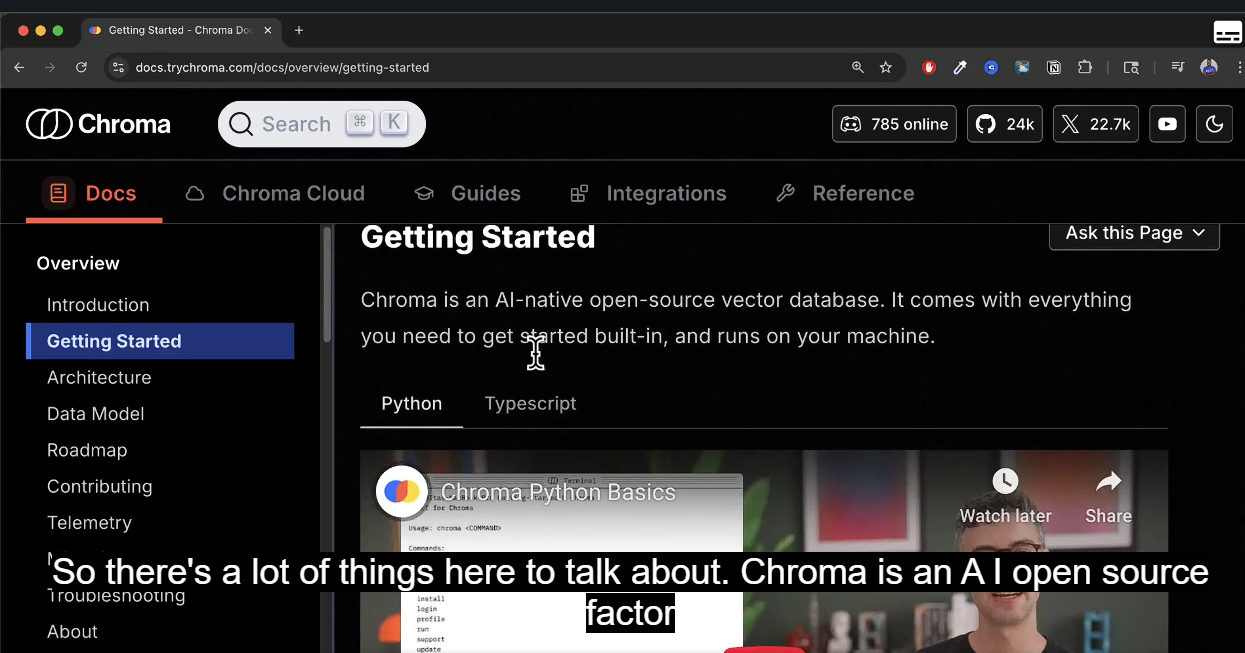 Getting Started - Chroma Do
docs.trychroma.com/docs/overview/getting-started
Chroma
Search ⌘ K
785 online
24k
22.7k
Docs
Chroma Cloud
Guides
Integrations
Reference
Overview
Introduction
Getting Started
Architecture
Data Model
Roadmap
Contributing
Telemetry
Troubleshooting
About
Getting Started
Ask this Page
Chroma is an AI-native open-source vector database. It comes with everything
you need to get started built-in, and runs on your machine.
Python
Typescript
Chroma Python Basics
Watch later
Share
Terminal
for Chroma
Usage: chroma <COMMAND>
Commands:
install
login
profile
run
support
update
So there's a lot of things here to talk about. Chroma is an A I open source
factor